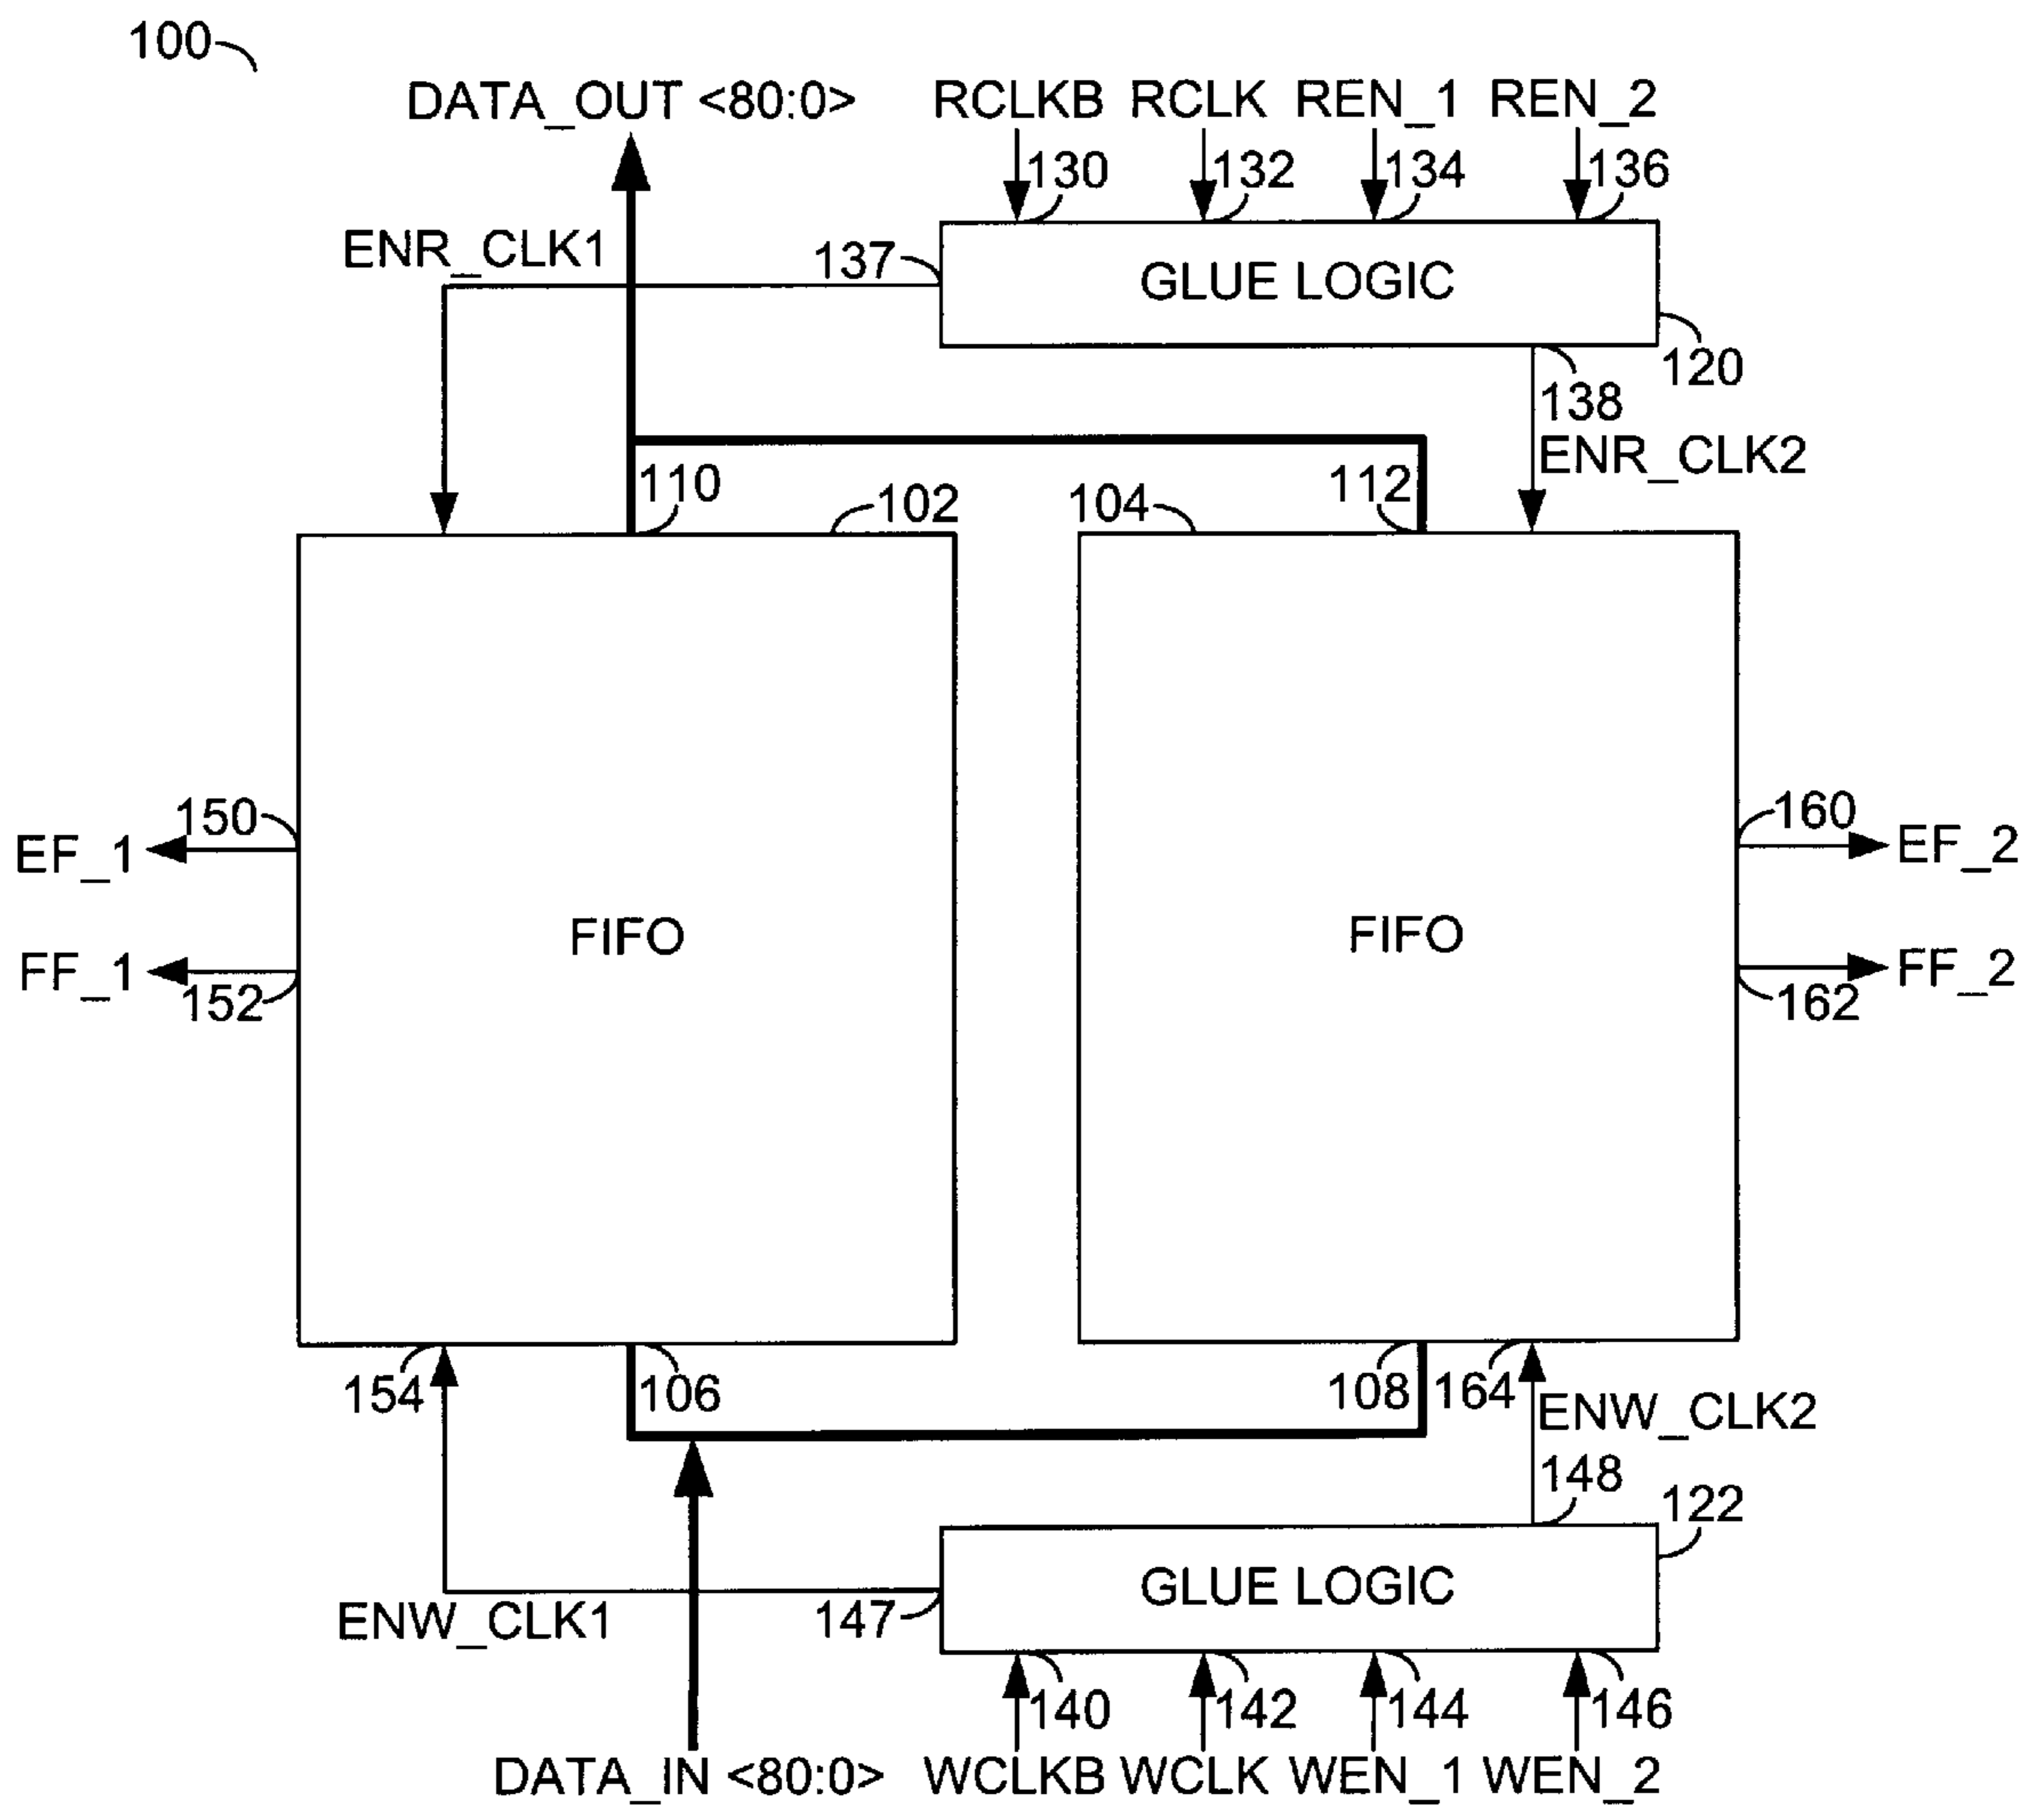 100
DATA_OUT <80:0> RCLKB RCLK REN_1 REN_2
130 132 134 136
ENR_CLK1 137 GLUE LOGIC
120
138
ENR_CLK2
110 102 104 112
150 160
EF_1 EF_2
FIFO FIFO
FF_1 FF_2
152 162
154 106 108 164
ENW_CLK2
148 122
GLUE LOGIC
ENW_CLK1 147
140 142 144 146
DATA_IN <80:0> WCLKB WCLK WEN_1 WEN_2